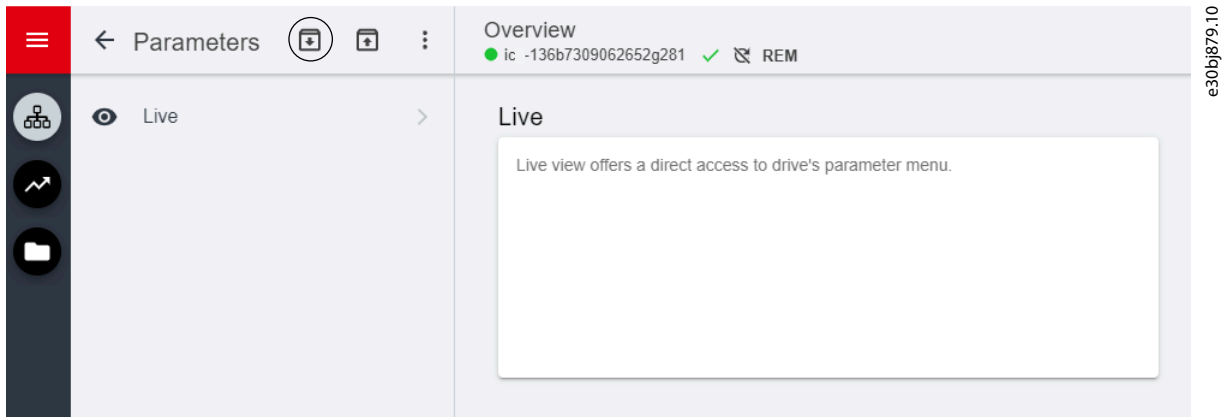 Parameters
Overview
ic -136b7309062652g281 REM
Live
Live
Live view offers a direct access to drive's parameter menu.
e30bj879.10